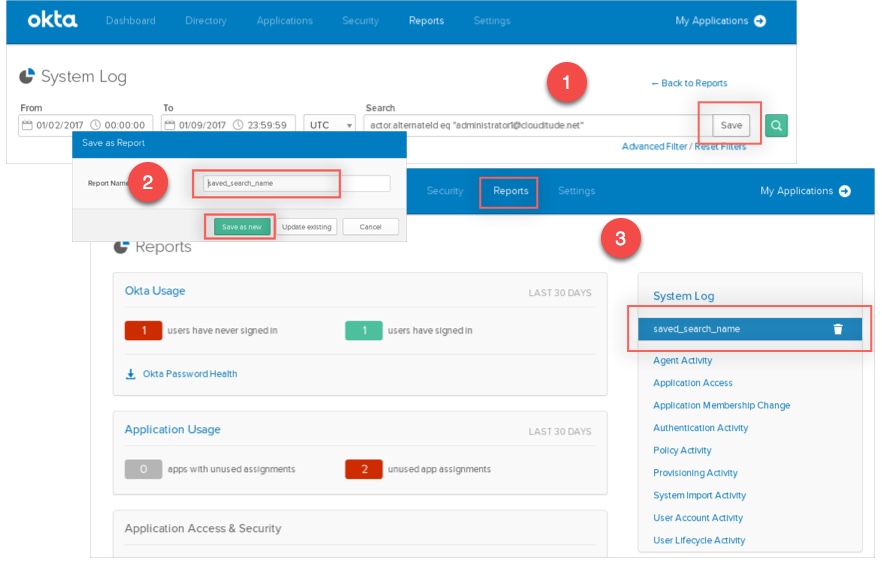 okta Dashboard Directory Applications Security Reports Settings My Applications
System Log
1
← Back to Reports
From To Search
01/02/2017 00:00:00 01/09/2017 23:59:59 UTC actor.alternateId eq "administrator1@clouditude.net" Save
Advanced Filter / Reset Filters
Save as Report
Report Name saved_search_name
2
Save as new Update existing Cancel
Security Reports Settings My Applications
3
Reports
Okta Usage LAST 30 DAYS
1 users have never signed in 1 users have signed in
Okta Password Health
Application Usage LAST 30 DAYS
0 apps with unused assignments 2 unused app assignments
Application Access & Security
System Log
saved_search_name
Agent Activity
Application Access
Application Membership Change
Authentication Activity
Policy Activity
Provisioning Activity
System Import Activity
User Account Activity
User Lifecycle Activity